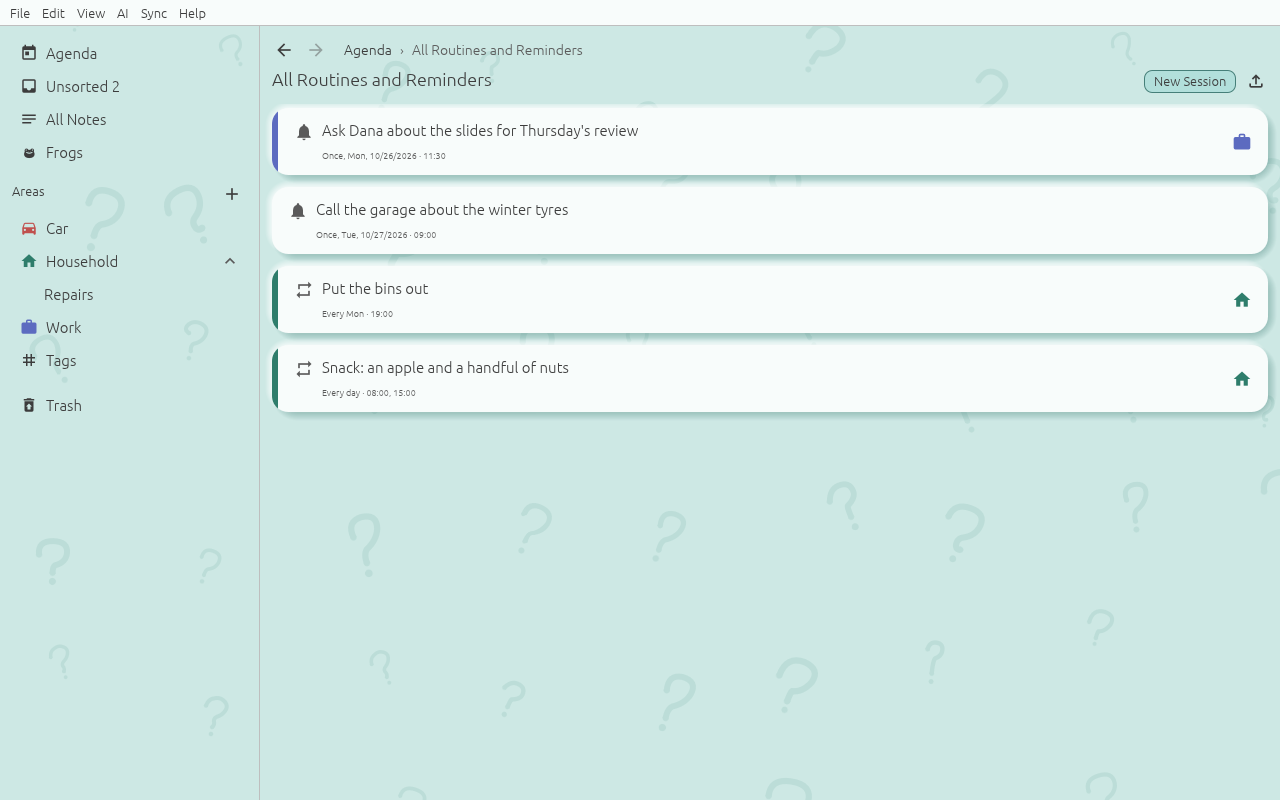 File Edit View AI Sync Help
Agenda
Unsorted 2
All Notes
Frogs
Areas
Car
Household
Repairs
Work
Tags
Trash
Agenda › All Routines and Reminders
All Routines and Reminders
New Session
Ask Dana about the slides for Thursday's review
Once, Mon, 10/26/2026 · 11:30
Call the garage about the winter tyres
Once, Tue, 10/27/2026 · 09:00
Put the bins out
Every Mon · 19:00
Snack: an apple and a handful of nuts
Every day · 08:00, 15:00